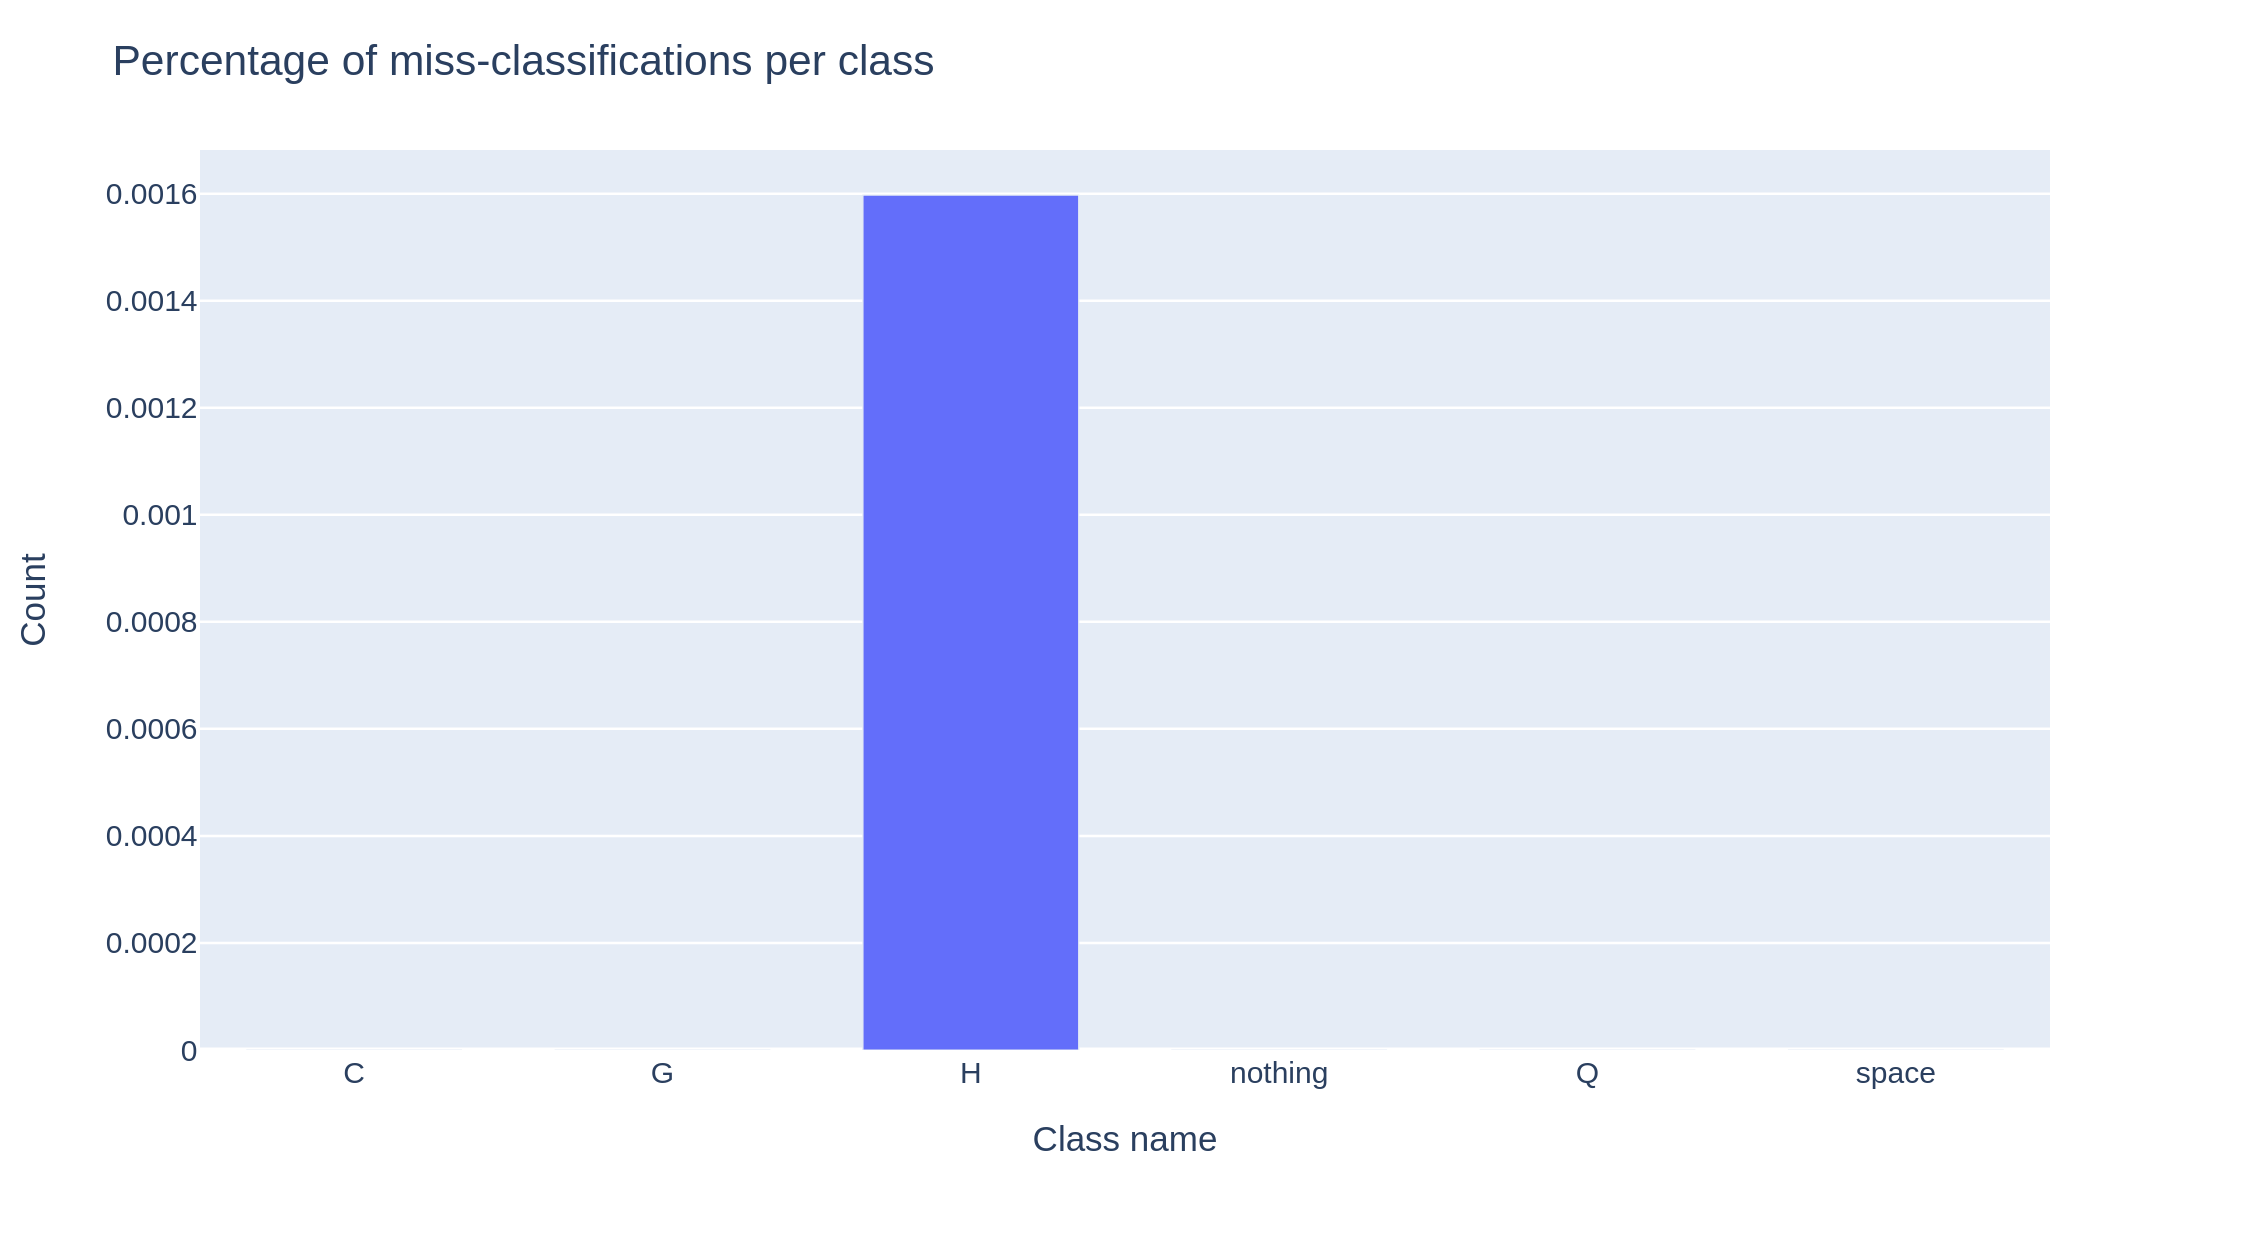 Percentage of miss-classifications per class
0.0016
0.0014
0.0012
0.001
0.0008
0.0006
0.0004
0.0002
0
Count
C G H nothing Q space
Class name